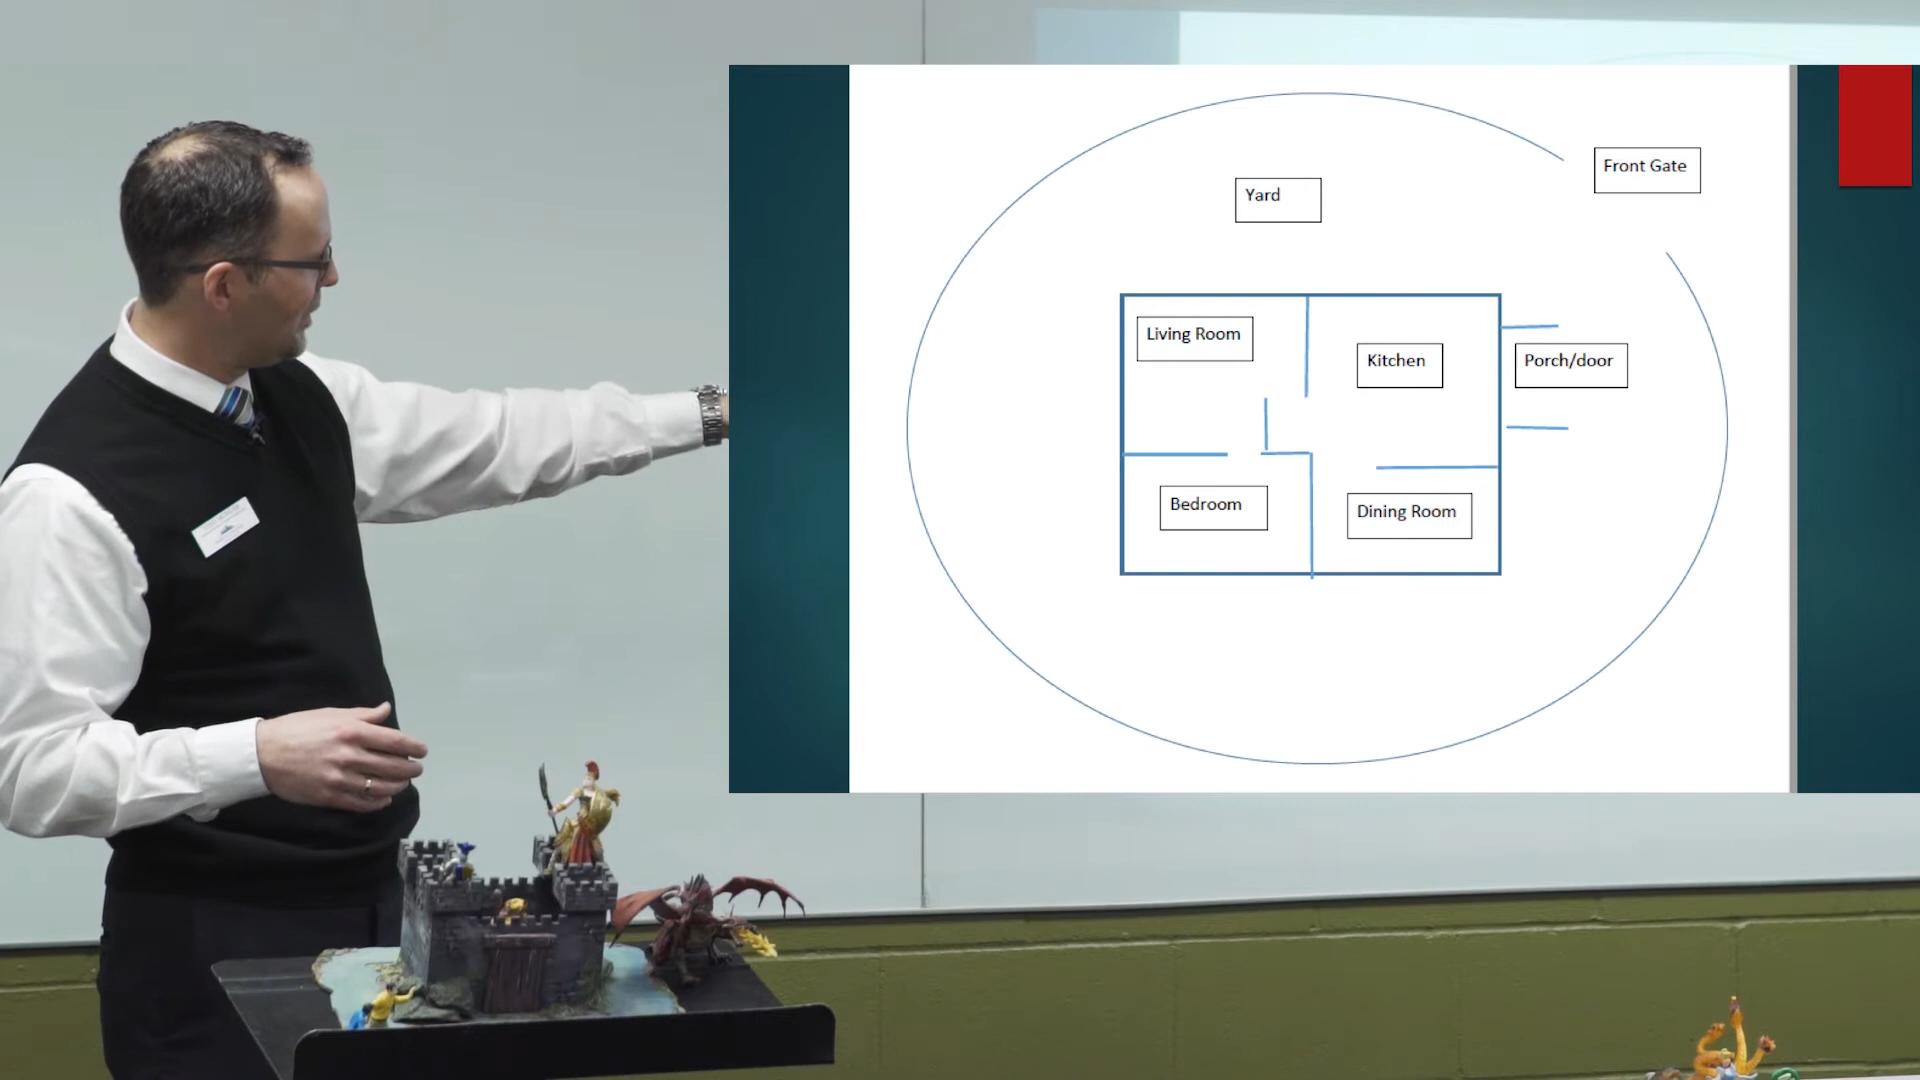 Front Gate
Yard
Living Room
Kitchen
Porch/door
Bedroom
Dining Room